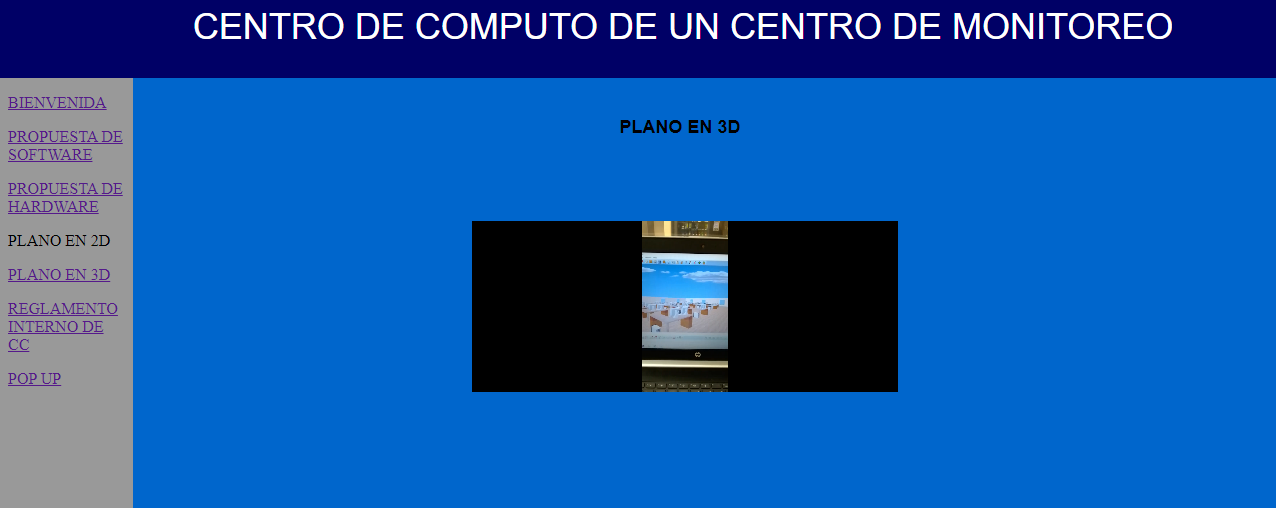 CENTRO DE COMPUTO DE UN CENTRO DE MONITOREO
BIENVENIDA
PROPUESTA DE
SOFTWARE
PROPUESTA DE
HARDWARE
PLANO EN 2D
PLANO EN 3D
REGLAMENTO
INTERNO DE
CC
POP UP
PLANO EN 3D